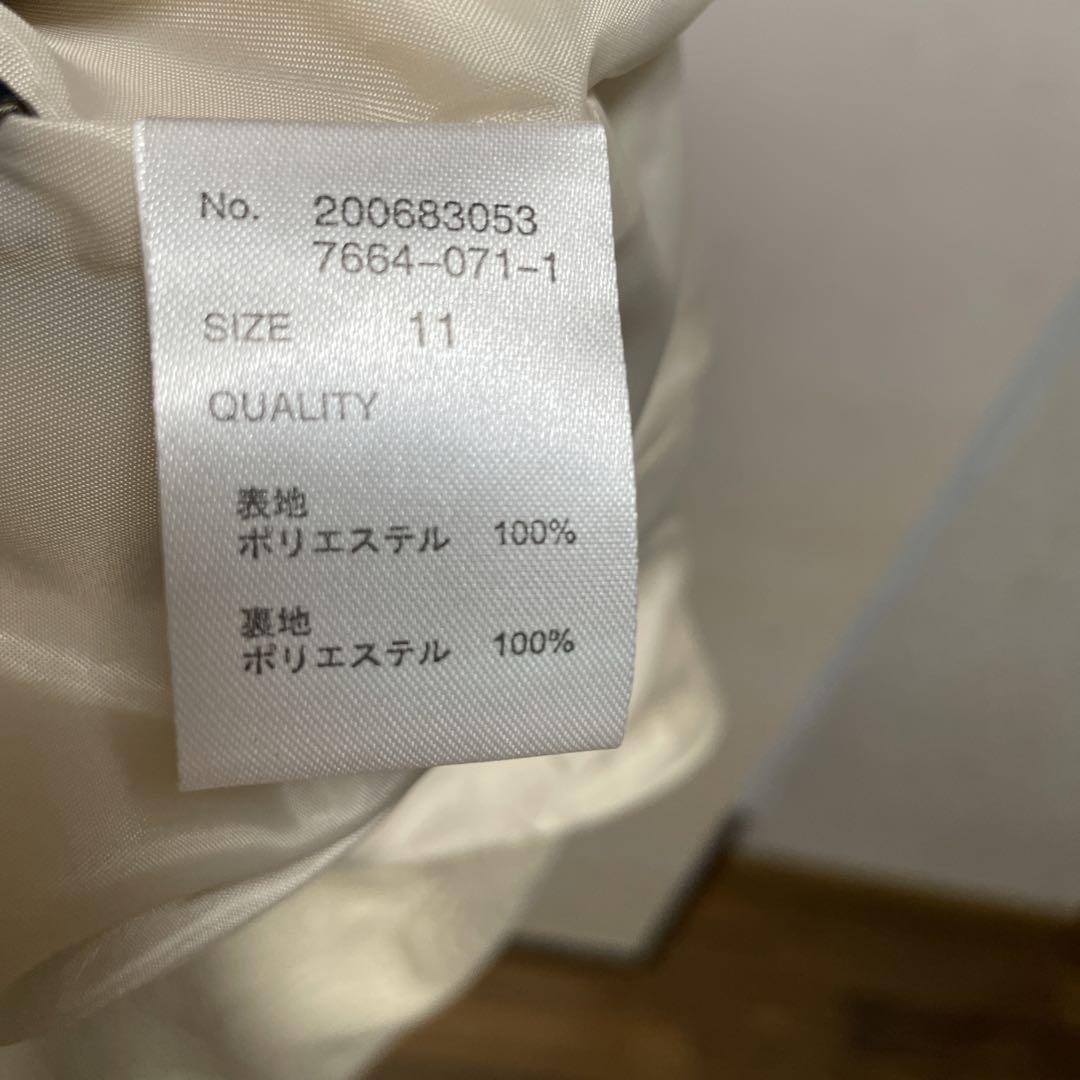 No. 200683053
7664-071-1
SIZE 11
QUALITY
表地
ポリエステル 100%
裏地
ポリエステル 100%